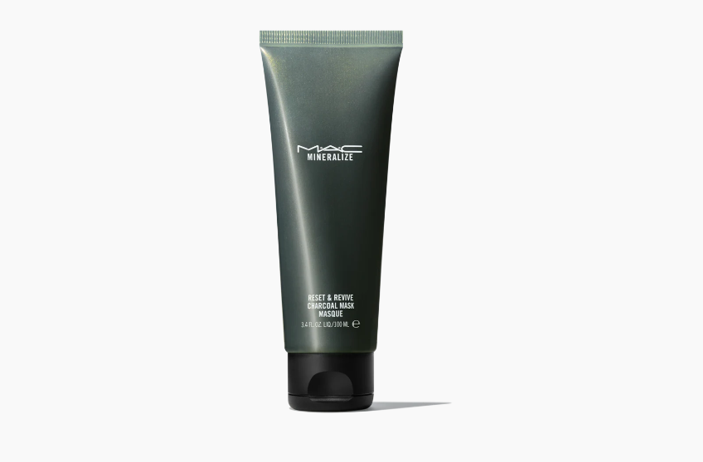 MAC
MINERALIZE
RESET & REVIVE
CHARCOAL MASK
MASQUE
3.4 FL.OZ. LIQ./100 ML ℮